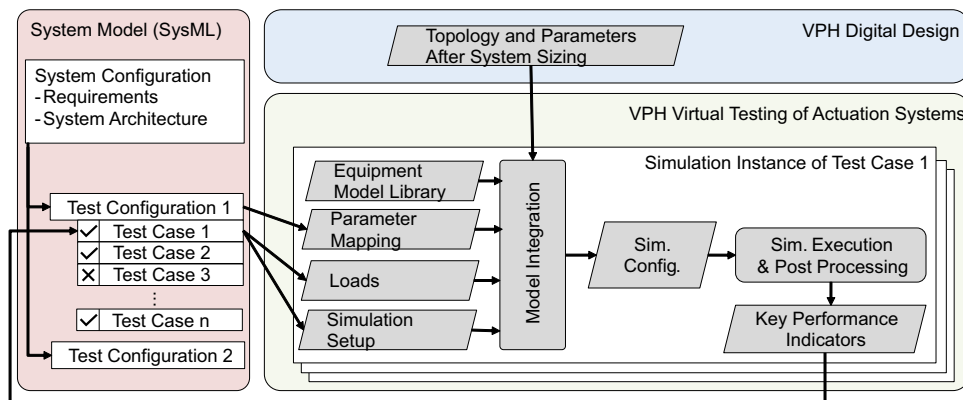 System Model (SysML)
System Configuration
-Requirements
-System Architecture
Test Configuration 1
Test Case 1
Test Case 2
Test Case 3
...
Test Case n
Test Configuration 2
VPH Digital Design
Topology and Parameters
After System Sizing
VPH Virtual Testing of Actuation Systems
Simulation Instance of Test Case 1
Equipment
Model Library
Parameter
Mapping
Loads
Simulation
Setup
Model Integration
Sim.
Config.
Sim. Execution
& Post Processing
Key Performance
Indicators